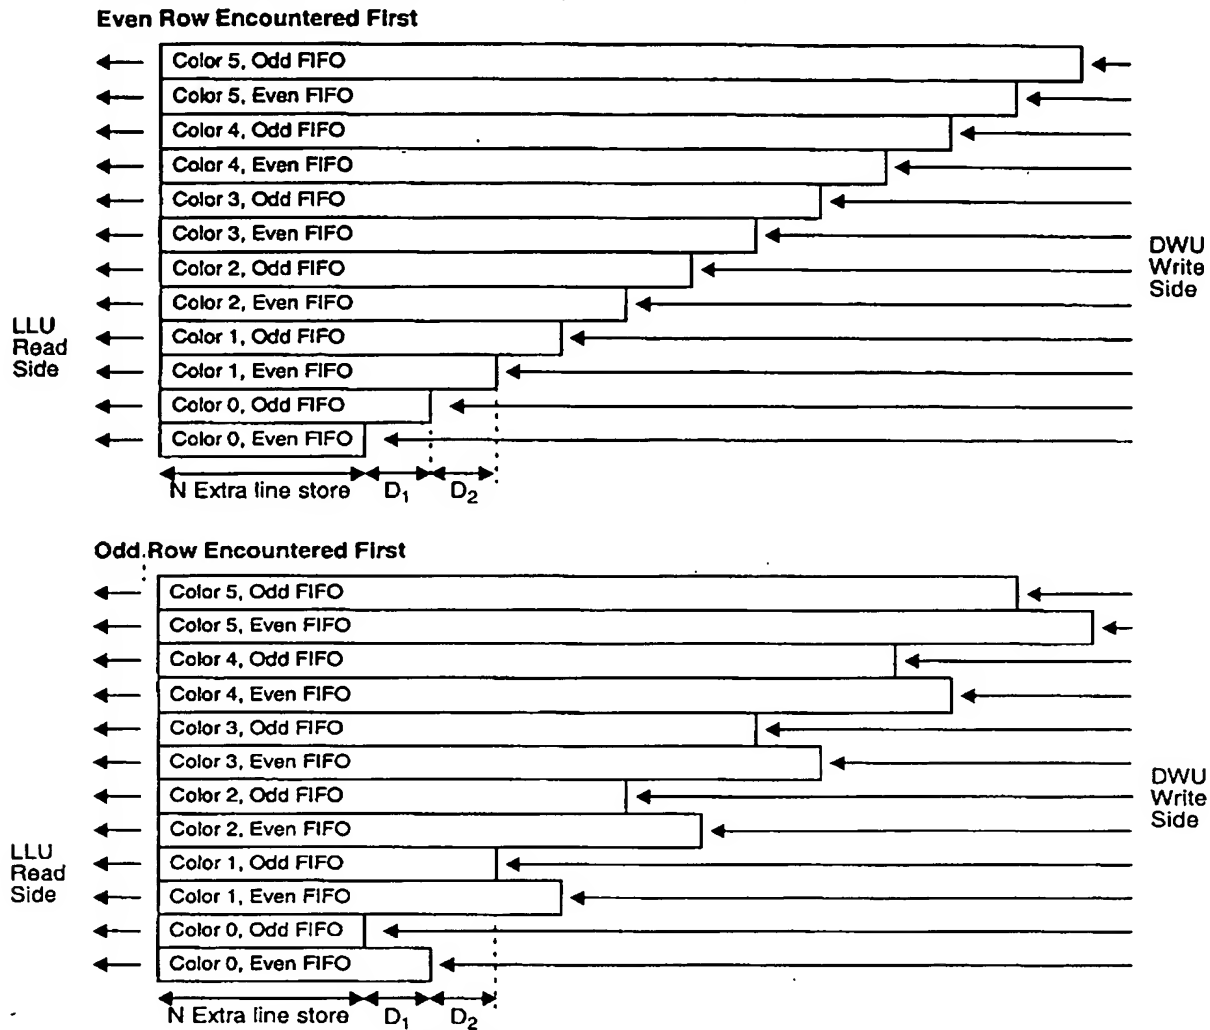 Even Row Encountered First
Color 5, Odd FIFO
Color 5, Even FIFO
Color 4, Odd FIFO
Color 4, Even FIFO
Color 3, Odd FIFO
Color 3, Even FIFO
Color 2, Odd FIFO
Color 2, Even FIFO
Color 1, Odd FIFO
Color 1, Even FIFO
Color 0, Odd FIFO
Color 0, Even FIFO
LLU
Read
Side
DWU
Write
Side
N Extra line store D₁ D₂
Odd Row Encountered First
Color 5, Odd FIFO
Color 5, Even FIFO
Color 4, Odd FIFO
Color 4, Even FIFO
Color 3, Odd FIFO
Color 3, Even FIFO
Color 2, Odd FIFO
Color 2, Even FIFO
Color 1, Odd FIFO
Color 1, Even FIFO
Color 0, Odd FIFO
Color 0, Even FIFO
LLU
Read
Side
DWU
Write
Side
N Extra line store D₁ D₂